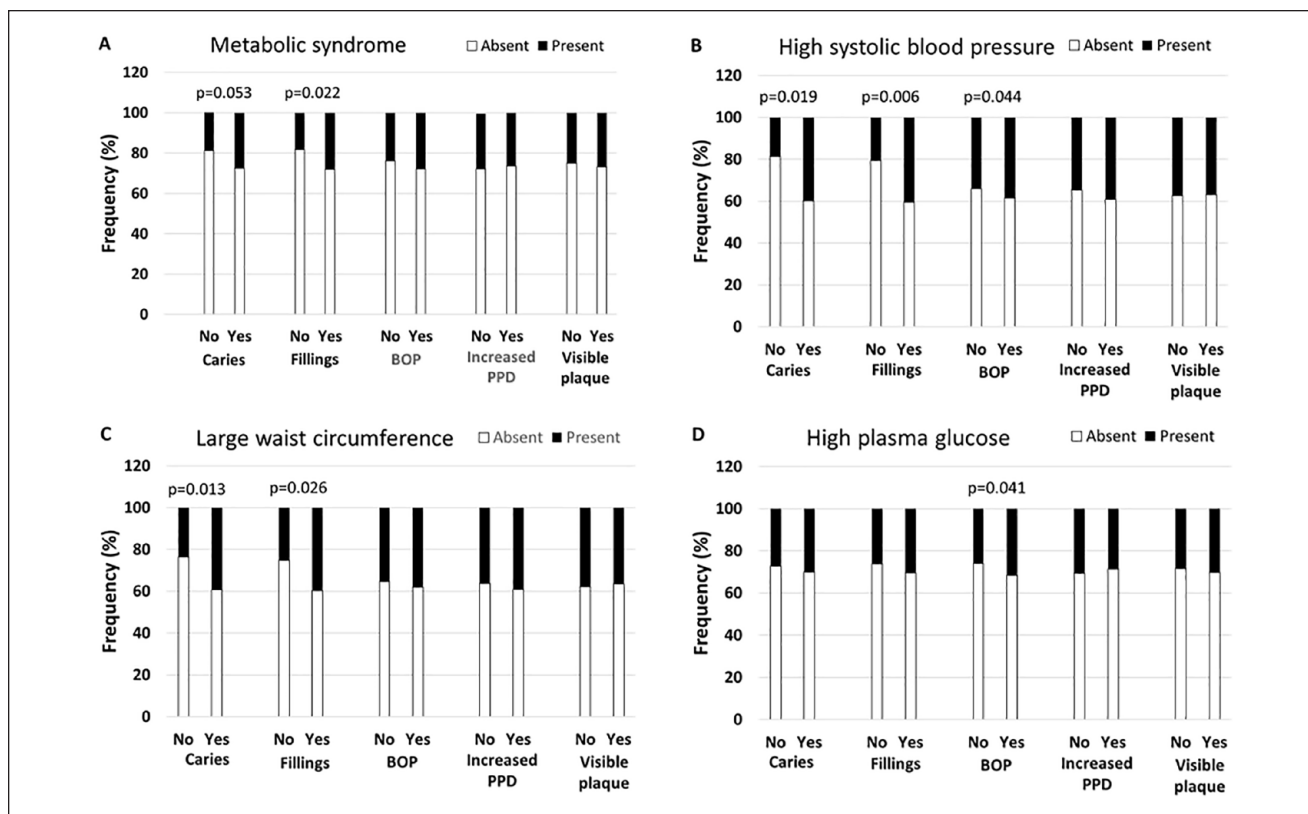 A Metabolic syndrome □Absent ■Present
120
100
80
60
40
20
0
Frequency (%)
p=0.053 p=0.022
No Yes No Yes No Yes No Yes No Yes
Caries Fillings BOP Increased Visible
PPD plaque
B High systolic blood pressure □Absent ■Present
120
100
80
60
40
20
0
Frequency (%)
p=0.019 p=0.006 p=0.044
No Yes No Yes No Yes No Yes No Yes
Caries Fillings BOP Increased Visible
PPD plaque
C Large waist circumference □Absent ■Present
120
100
80
60
40
20
0
Frequency (%)
p=0.013 p=0.026
No Yes No Yes No Yes No Yes No Yes
Caries Fillings BOP Increased Visible
PPD plaque
D High plasma glucose □Absent ■Present
120
100
80
60
40
20
0
Frequency (%)
p=0.041
No Yes No Yes No Yes No Yes No Yes
Caries Fillings BOP Increased Visible
PPD plaque